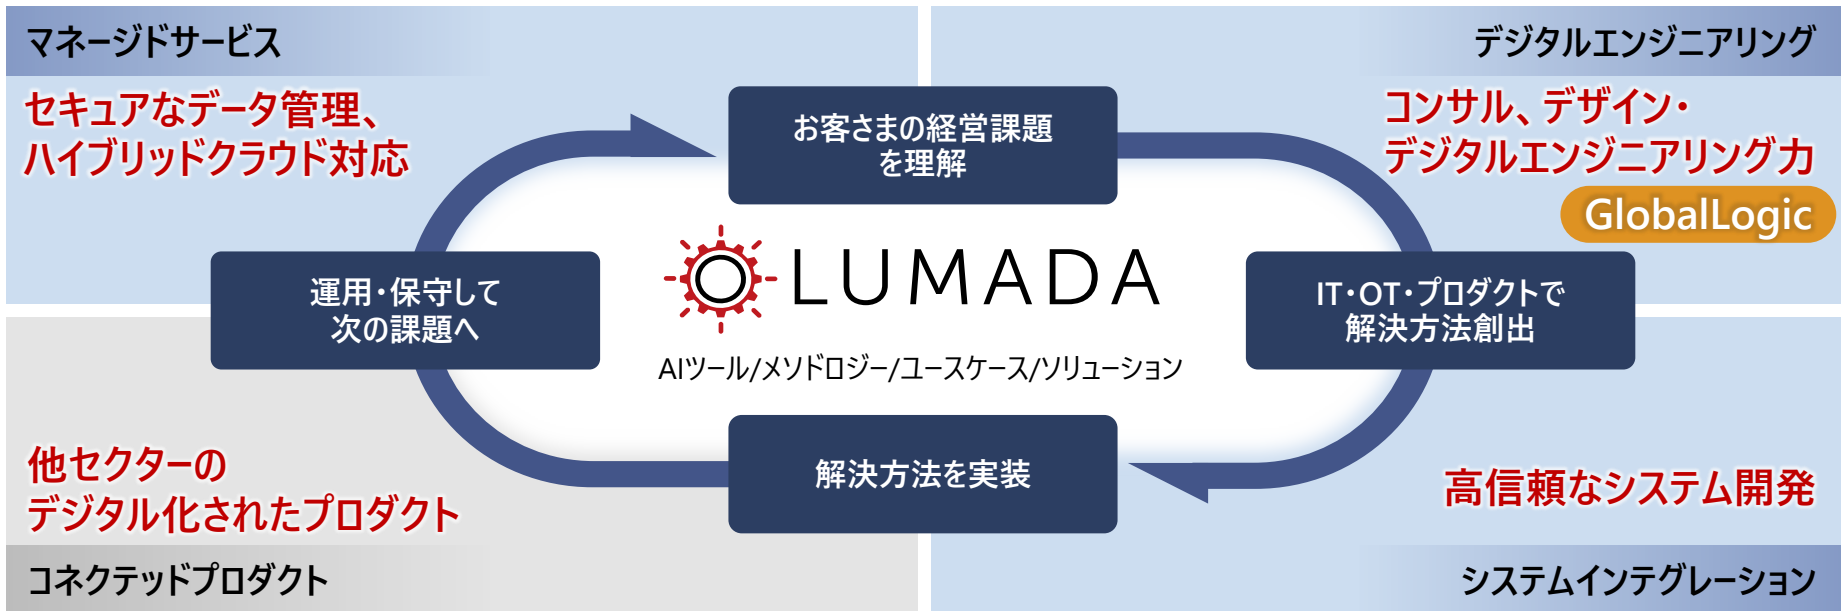 マネージドサービス
セキュアなデータ管理、
ハイブリッドクラウド対応
デジタルエンジニアリング
コンサル、デザイン・
デジタルエンジニアリング力
GlobalLogic
お客さまの経営課題
を理解
運用・保守して
次の課題へ
LUMADA
AIツール/メソドロジー/ユースケース/ソリューション
IT・OT・プロダクトで
解決方法創出
解決方法を実装
他セクターの
デジタル化されたプロダクト
コネクテッドプロダクト
高信頼なシステム開発
システムインテグレーション